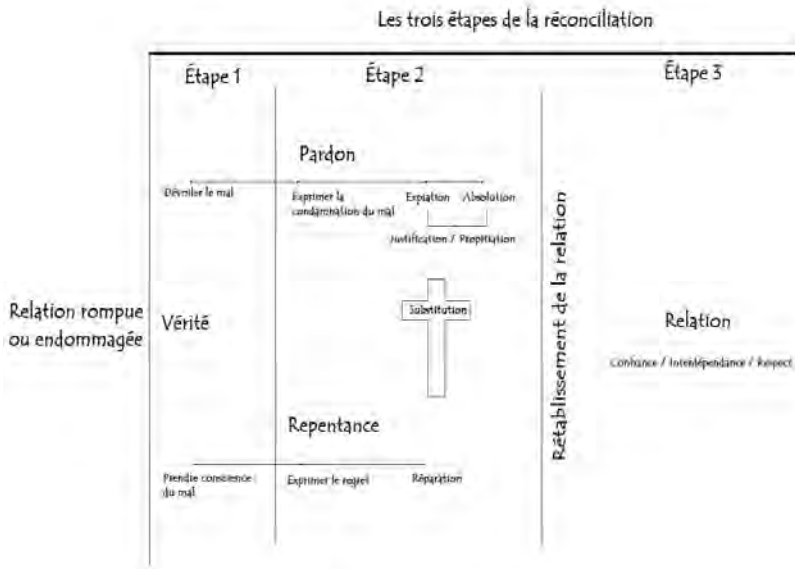 Les trois étapes de la réconciliation
Étape 1
Étape 2
Étape 3
Pardon
Dévoiler le mal
Exprimer la
condamnation du mal
Expiation
Absolution
Justification / Propitiation
Relation rompue
ou endommagée
Vérité
Substitution
Rétablissement de la relation
Relation
Confiance / Interdépendance / Respect
Repentance
Prendre conscience
du mal
Exprimer le regret
Réparation